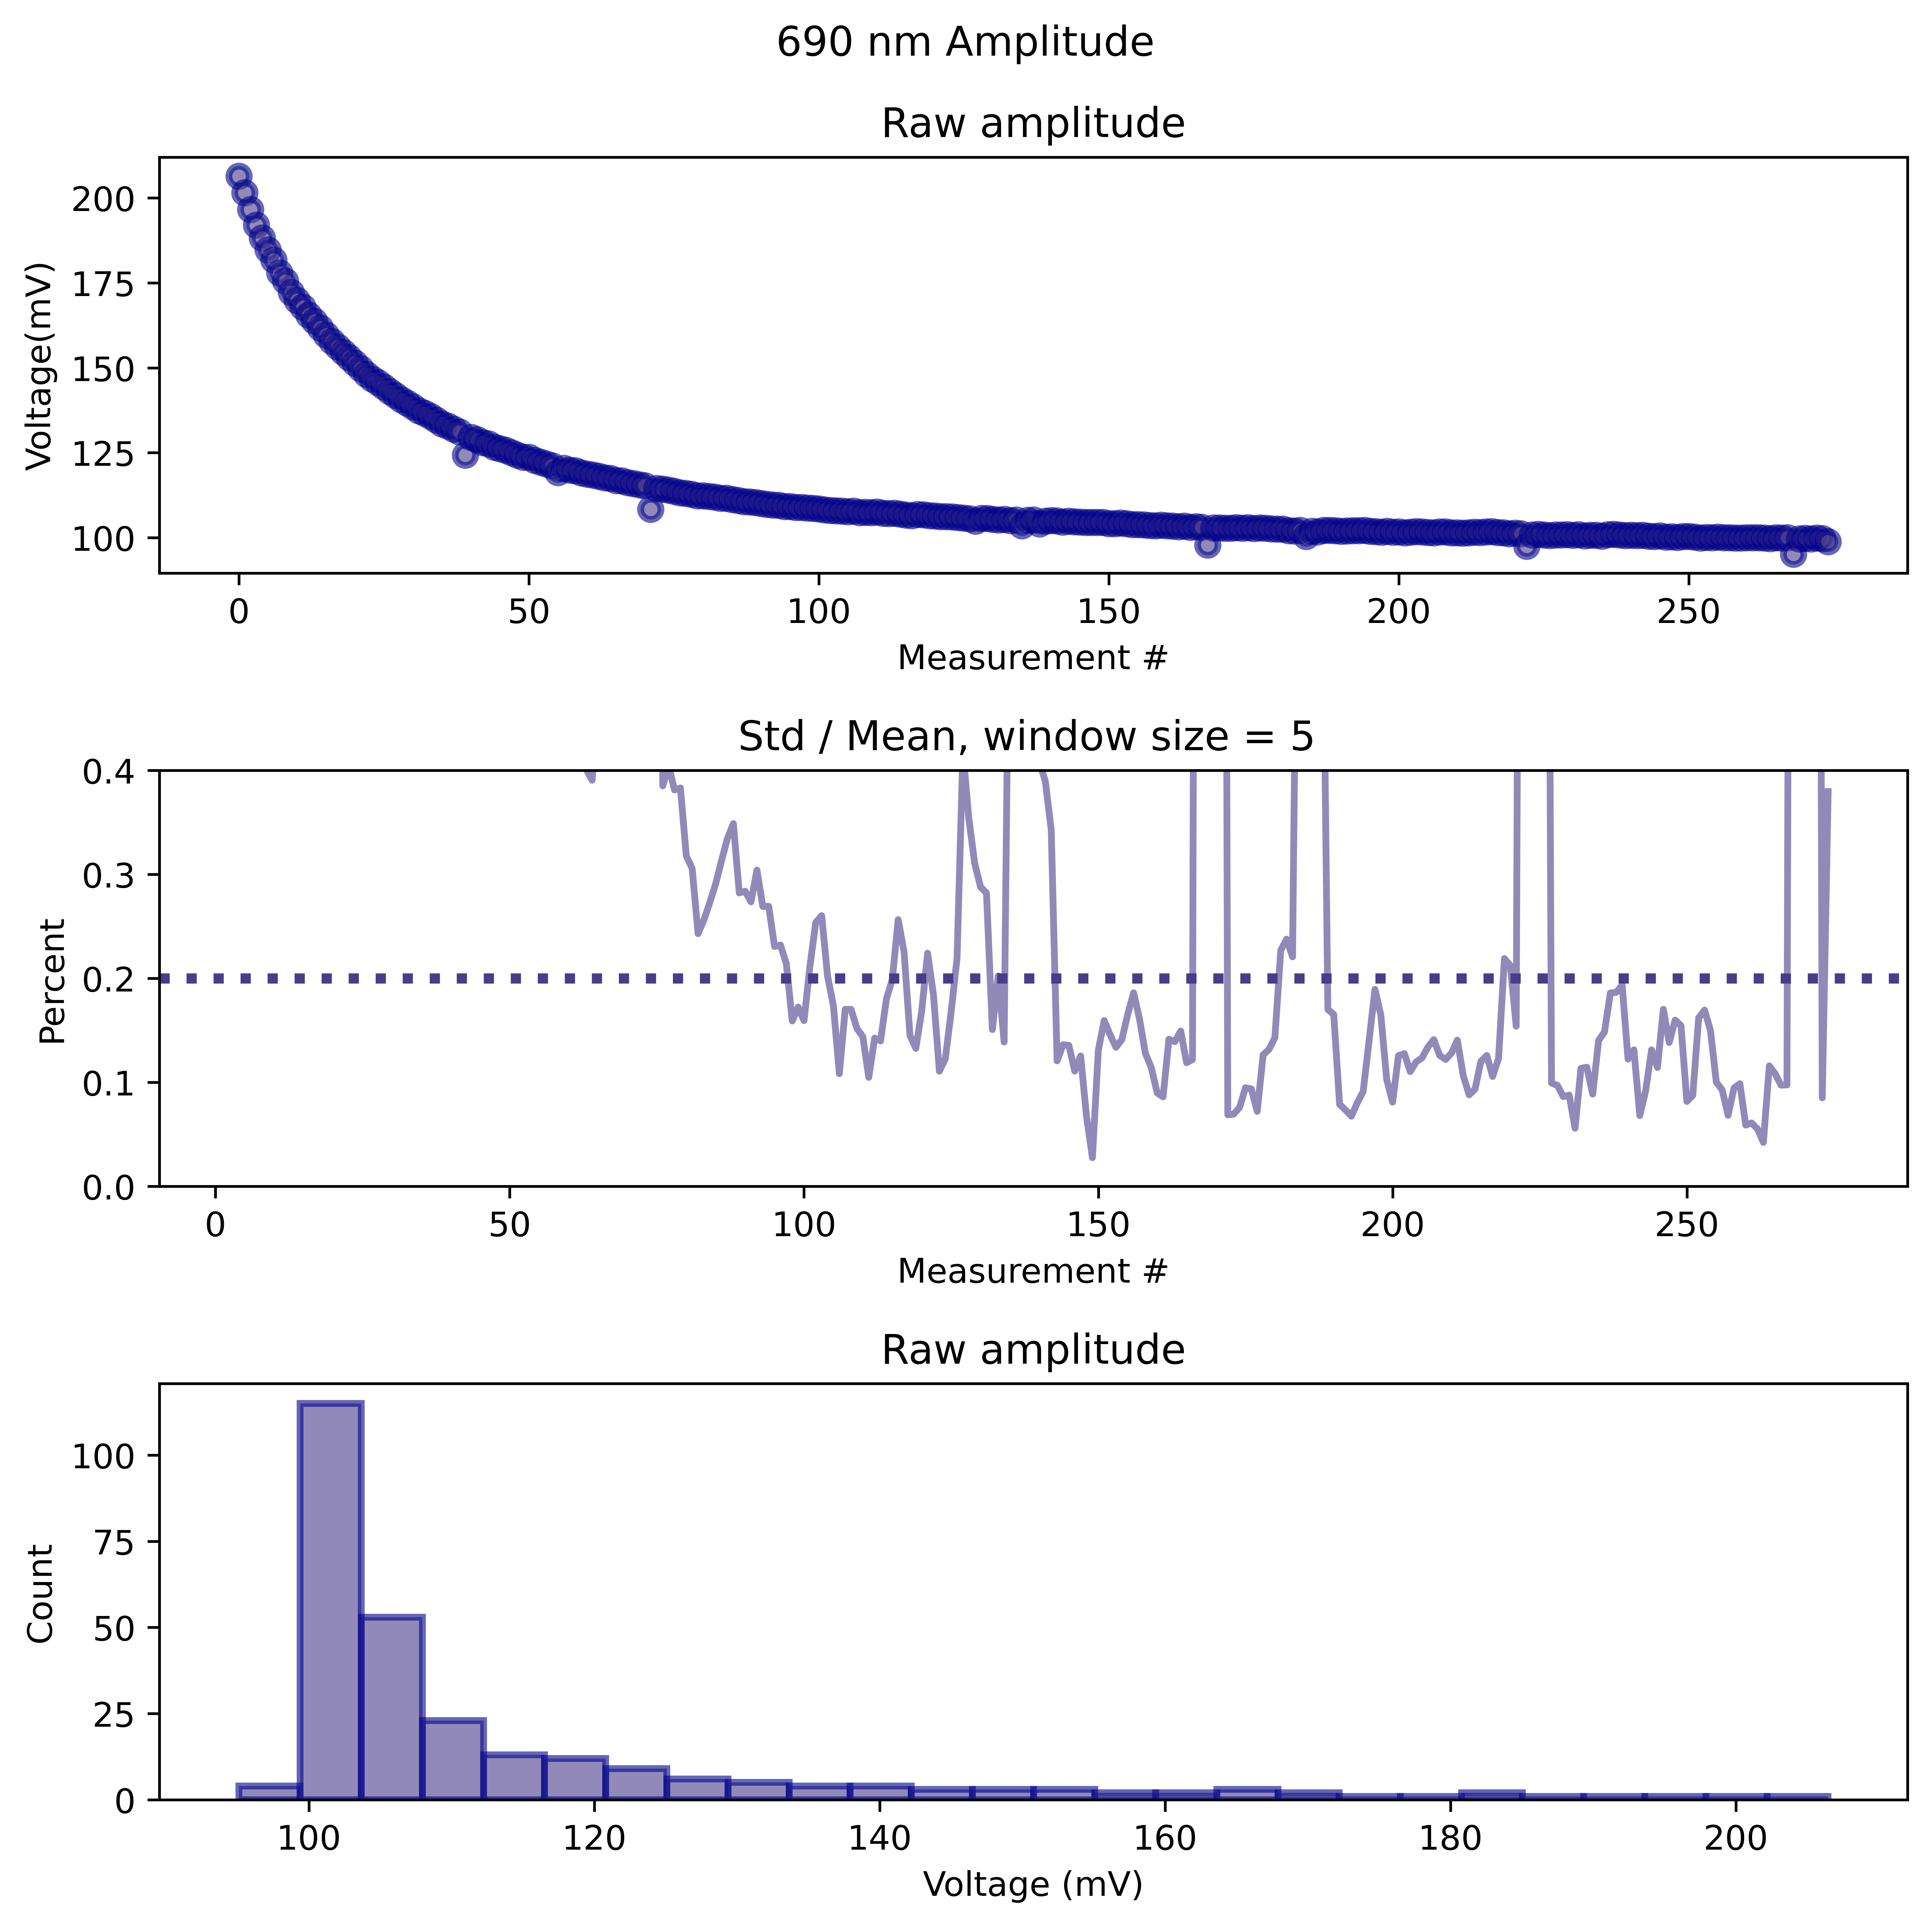 690 nm Amplitude
Raw amplitude
Voltage(mV)
200
175
150
125
100
0 50 100 150 200 250
Measurement #
Std / Mean, window size = 5
Percent
0.4
0.3
0.2
0.1
0.0
0 50 100 150 200 250
Measurement #
Raw amplitude
Count
100
75
50
25
0
100 120 140 160 180 200
Voltage (mV)